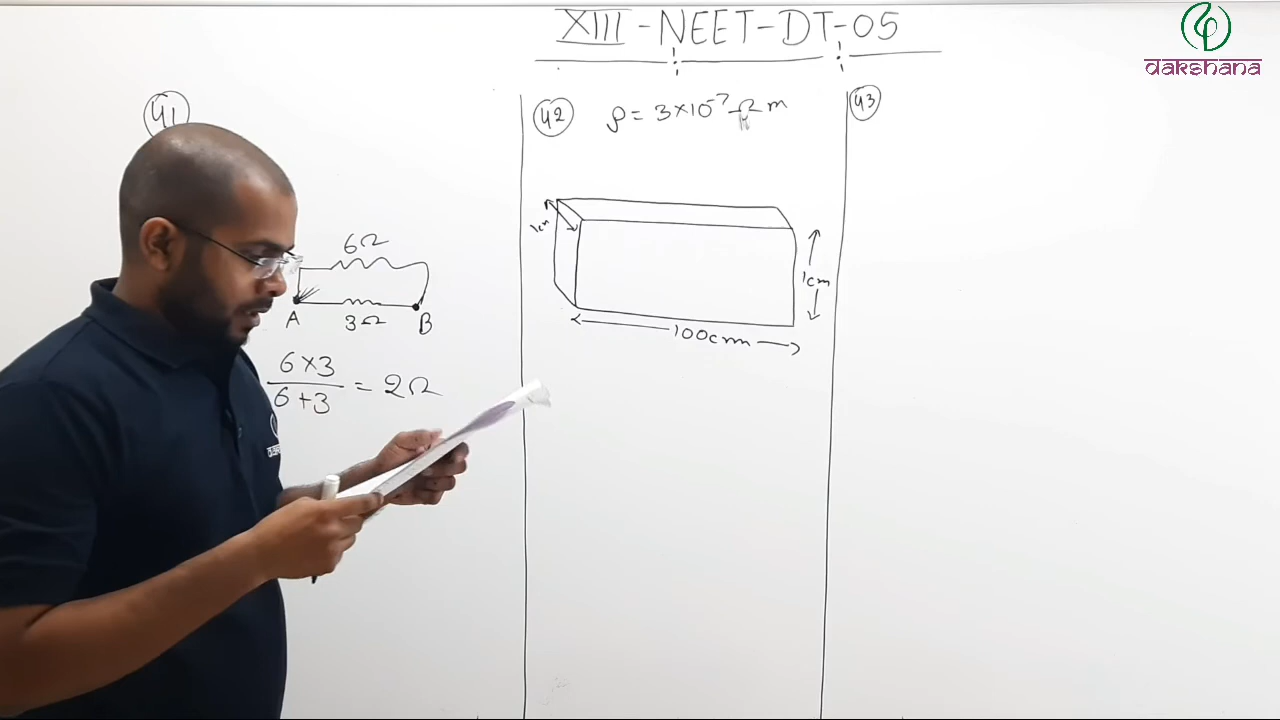 XIII - NEET - DT - 05
dakshana
41
6Ω
A 3Ω B
6 × 3
6 + 3
= 2Ω
42 ρ = 3×10⁻⁷ Ω m
1cm
1cm
100cm
43